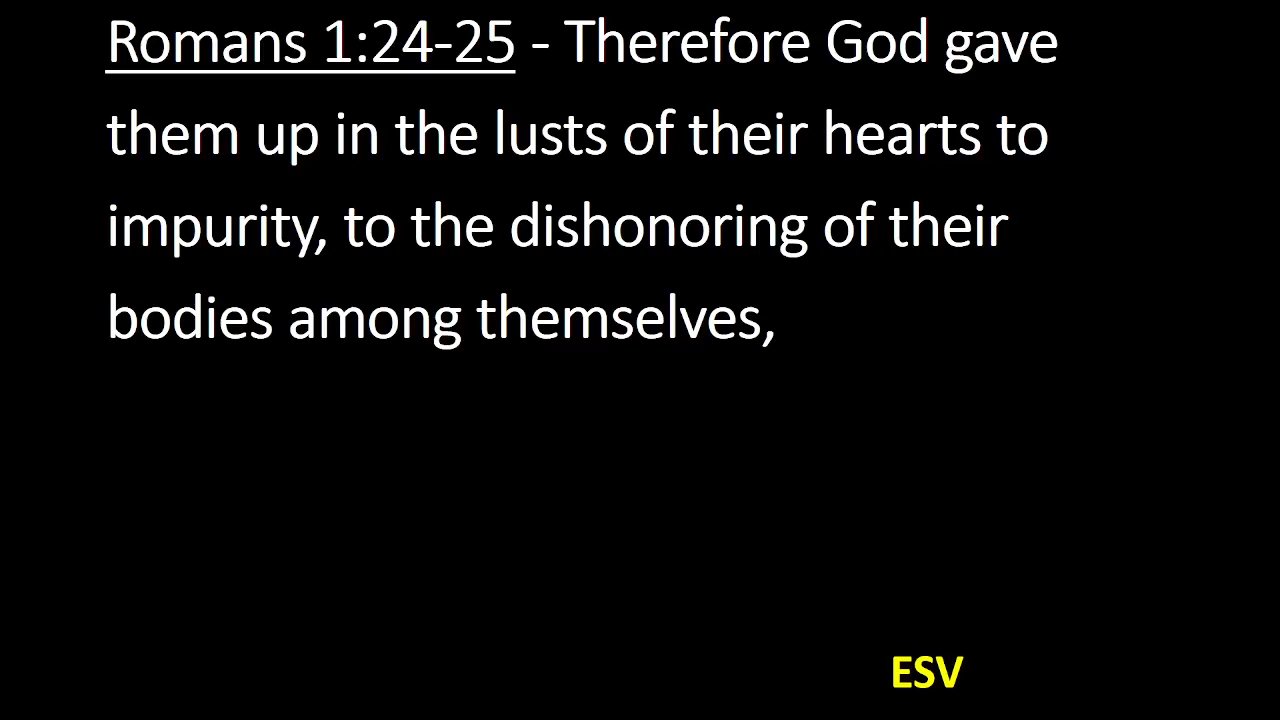 Romans 1:24-25 - Therefore God gave
them up in the lusts of their hearts to
impurity, to the dishonoring of their
bodies among themselves,
ESV